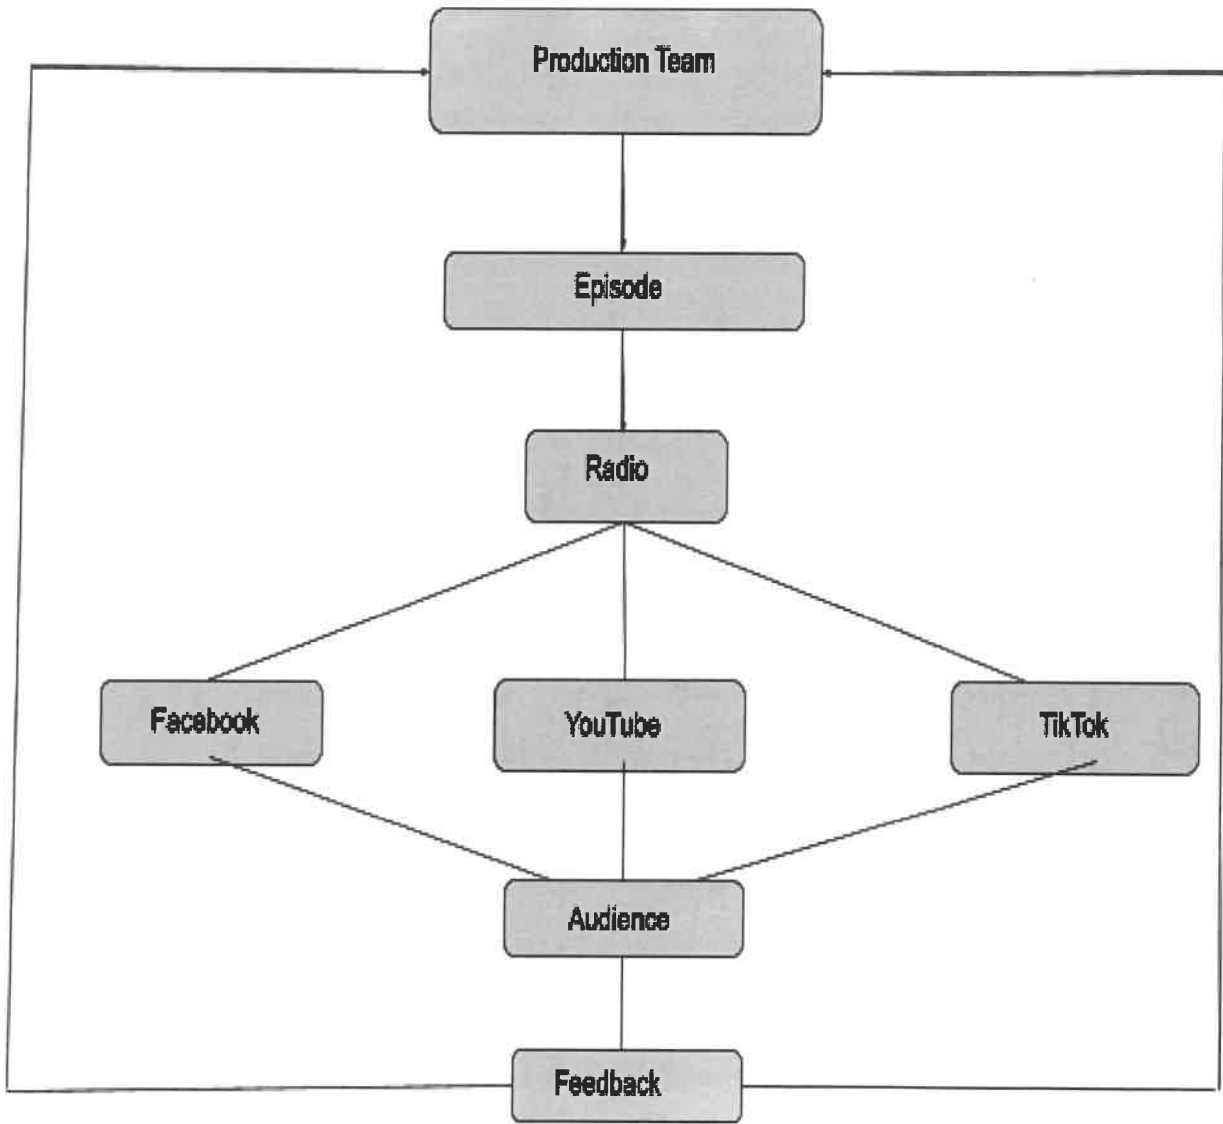 Production Team
Episode
Radio
Facebook
YouTube
TikTok
Audience
Feedback